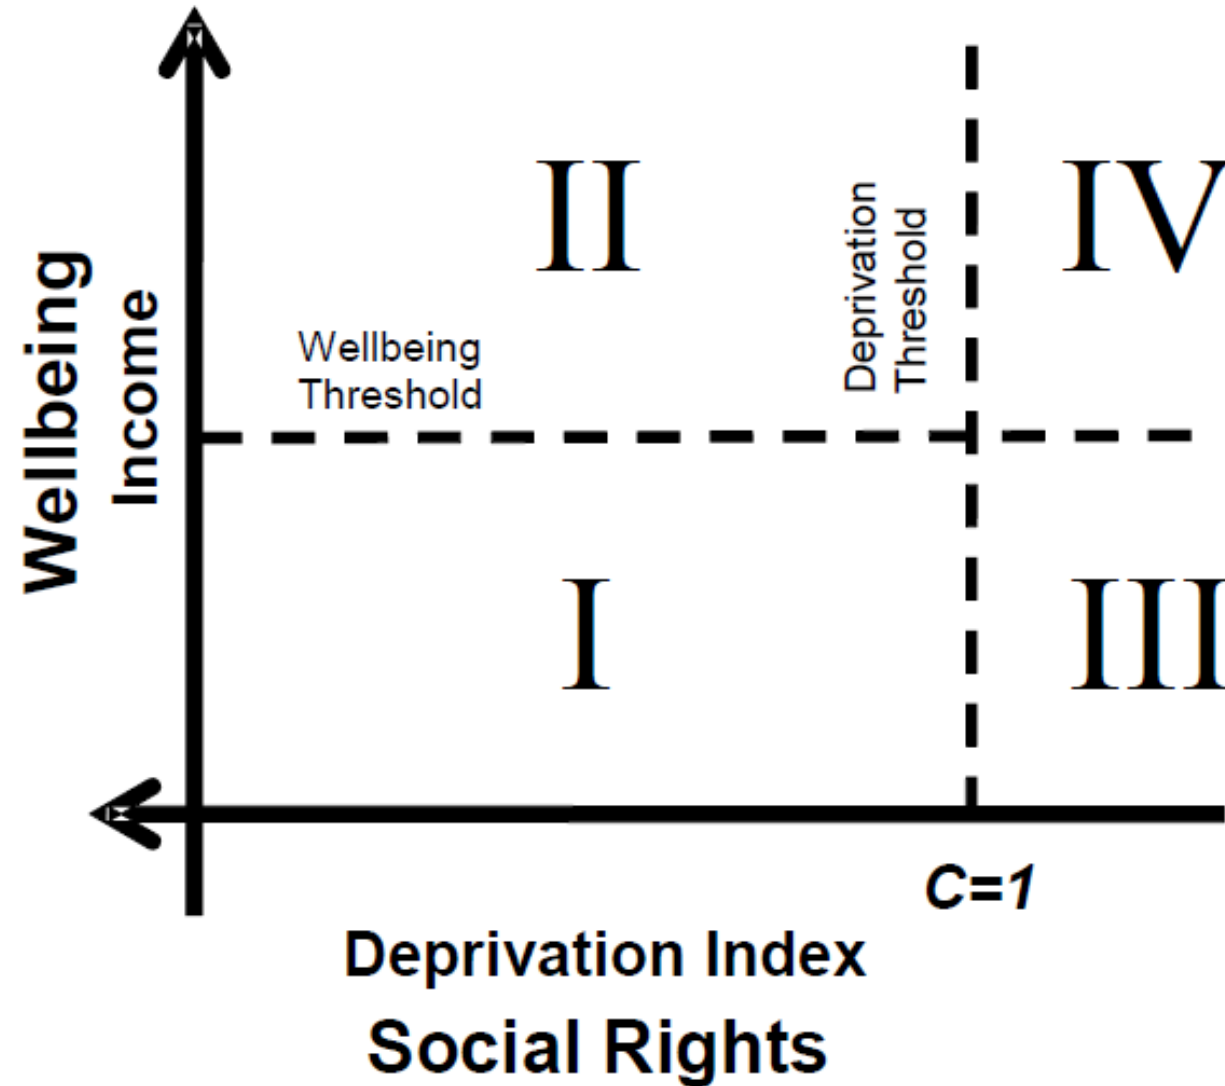 II
IV
Deprivation
Threshold
Wellbeing
Income
Wellbeing
Threshold
I
III
C=1
Deprivation Index
Social Rights